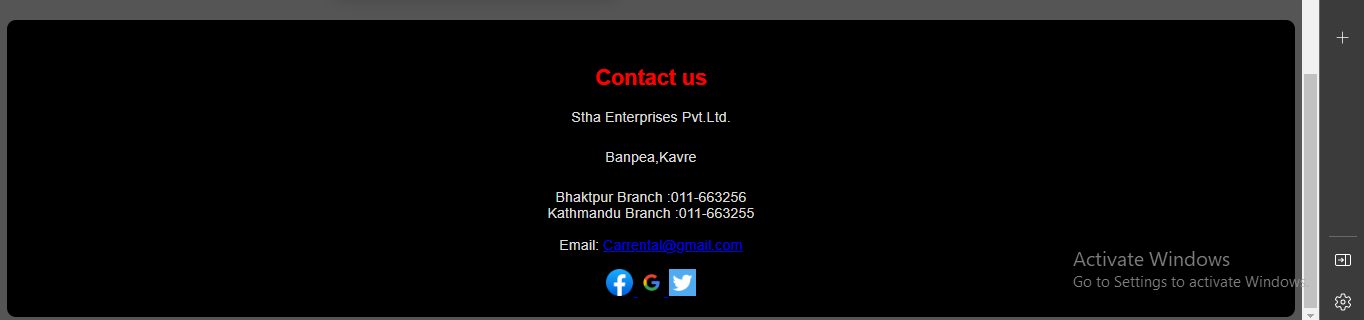 Contact us
Stha Enterprises Pvt.Ltd.
Banpea,Kavre
Bhaktpur Branch :011-663256
Kathmandu Branch :011-663255
Email: Carrental@gmail.com
Activate Windows
Go to Settings to activate Windows.